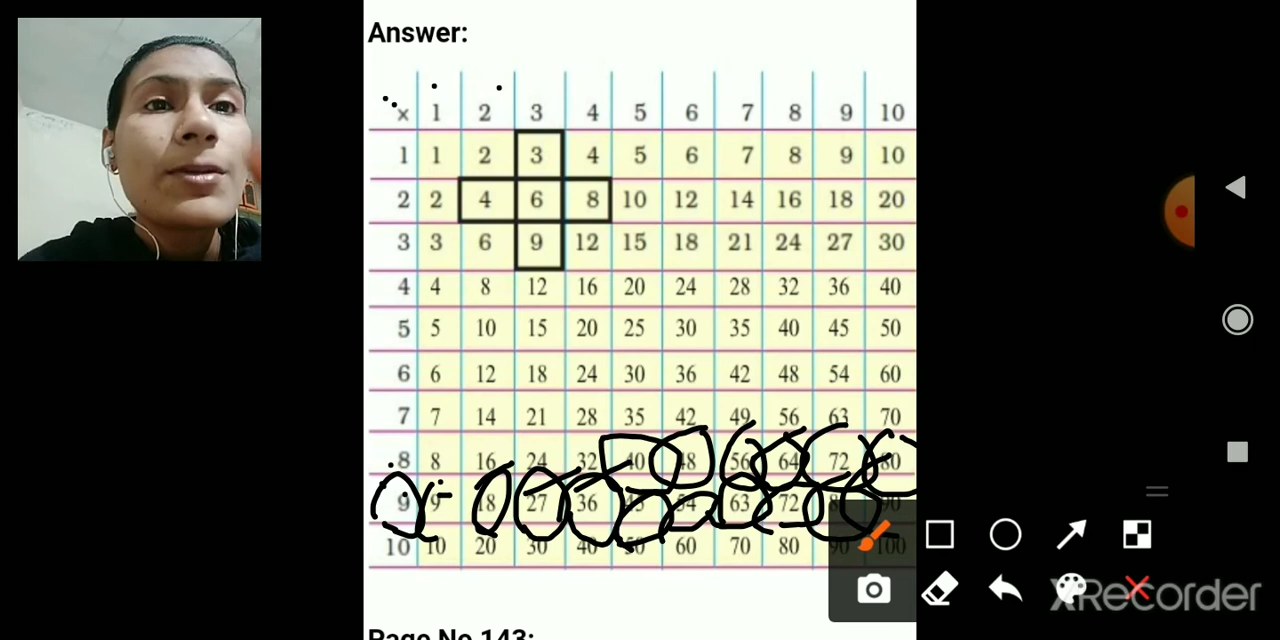 Answer:
× 1 2 3 4 5 6 7 8 9 10
1 1 2 3 4 5 6 7 8 9 10
2 2 4 6 8 10 12 14 16 18 20
3 3 6 9 12 15 18 21 24 27 30
4 4 8 12 16 20 24 28 32 36 40
5 5 10 15 20 25 30 35 40 45 50
6 6 12 18 24 30 36 42 48 54 60
7 7 14 21 28 35 42 49 56 63 70
8 8 16 24 32 40 48 56 64 72 80
9 9 18 27 36 45 54 63 72 90
10 10 20 30 40 50 60 70 80 90 100
Page No 143:
XRecorder